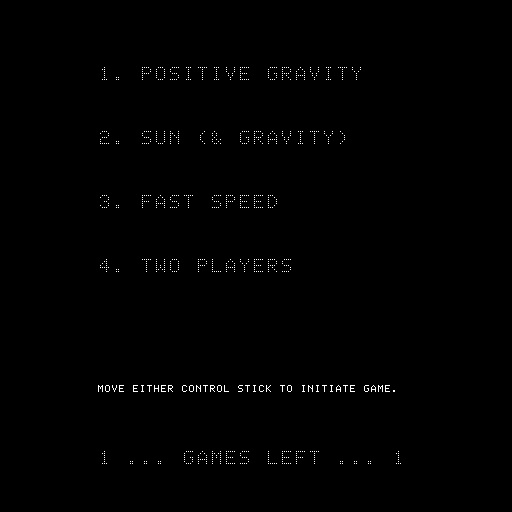 1. POSITIVE GRAVITY
2. SUN (& GRAVITY)
3. FAST SPEED
4. TWO PLAYERS
MOVE EITHER CONTROL STICK TO INITIATE GAME.
1 ... GAMES LEFT ... 1